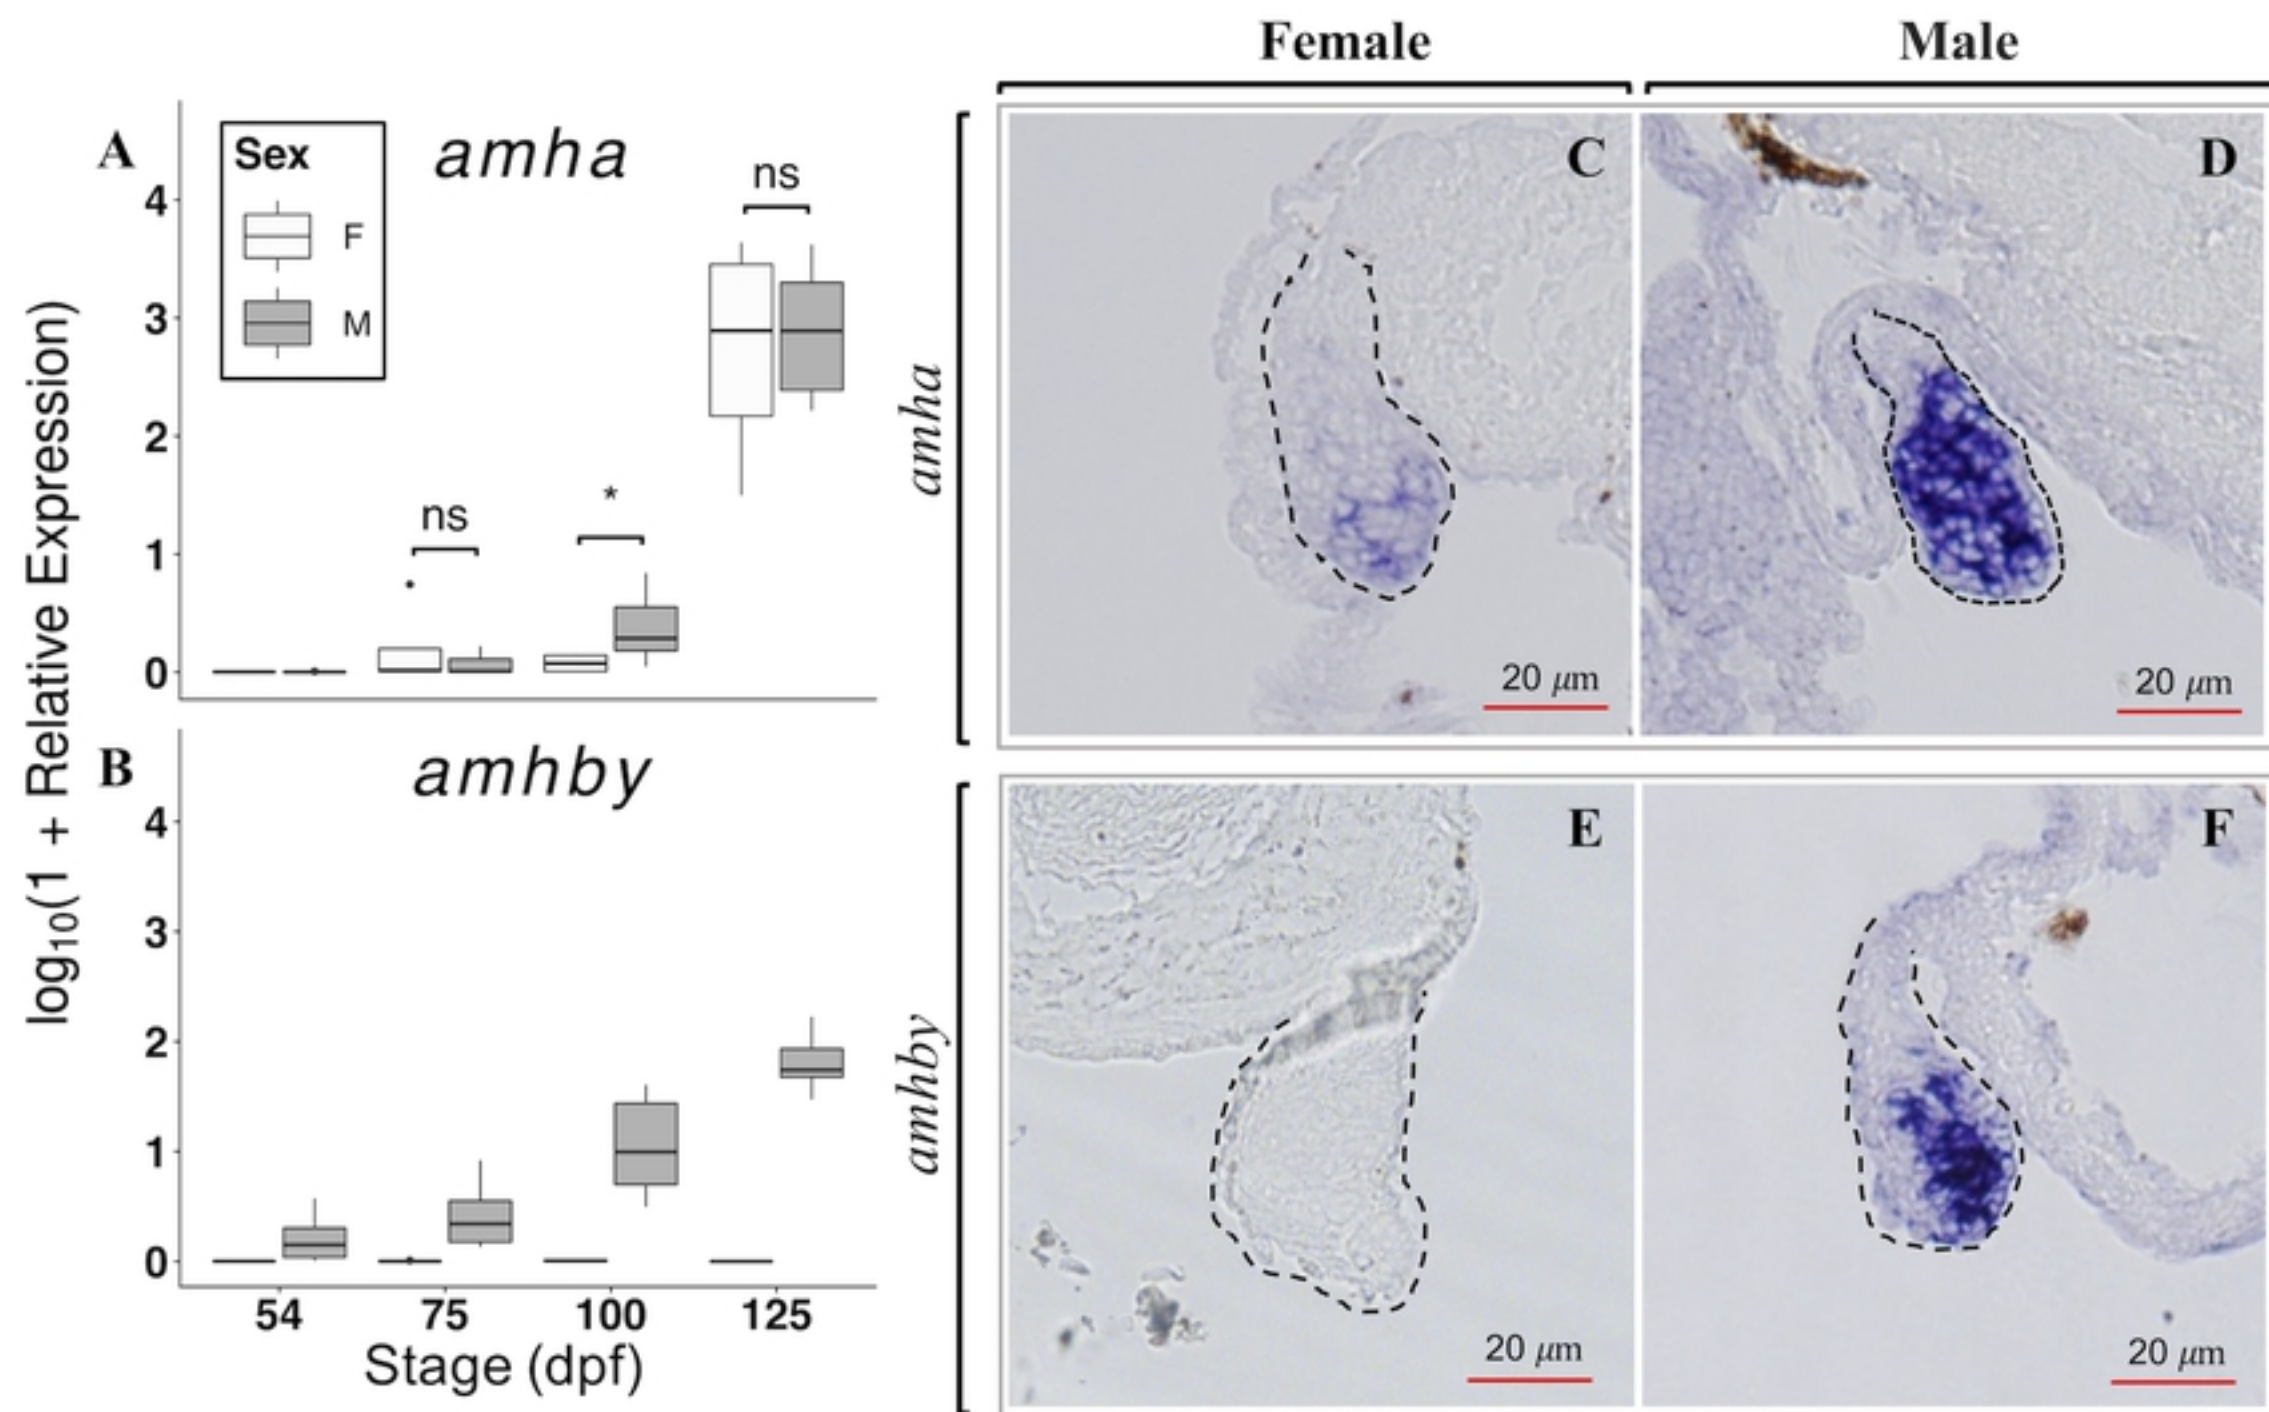 Female
Male
A
Sex
F
M
amha
ns
*
ns
4
3
2
1
0
log10(1 + Relative Expression)
B
amhby
4
3
2
1
0
54
75
100
125
Stage (dpf)
amha
C
20 μm
D
20 μm
amhby
E
20 μm
F
20 μm